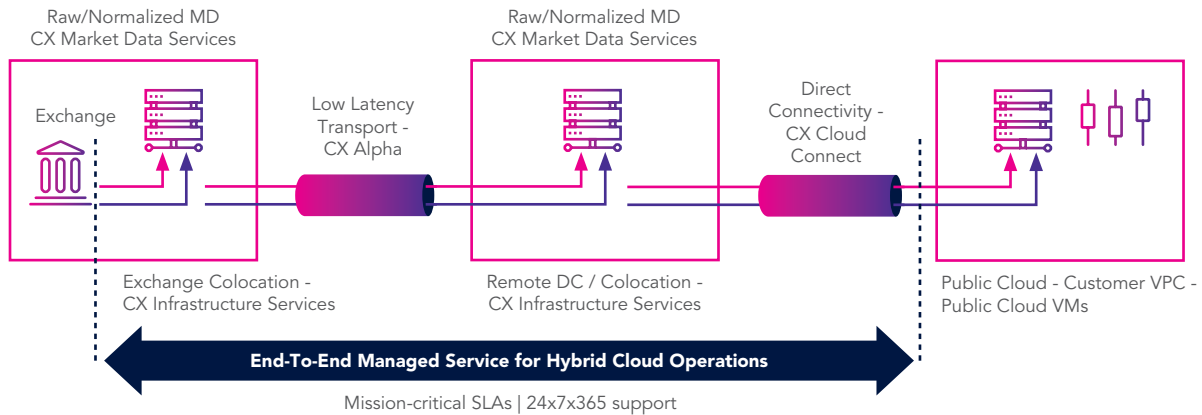 Raw/Normalized MD
CX Market Data Services
Raw/Normalized MD
CX Market Data Services
Exchange
Low Latency
Transport -
CX Alpha
Direct
Connectivity -
CX Cloud
Connect
Exchange Colocation -
CX Infrastructure Services
Remote DC / Colocation -
CX Infrastructure Services
Public Cloud - Customer VPC -
Public Cloud VMs
End-To-End Managed Service for Hybrid Cloud Operations
Mission-critical SLAs | 24x7x365 support